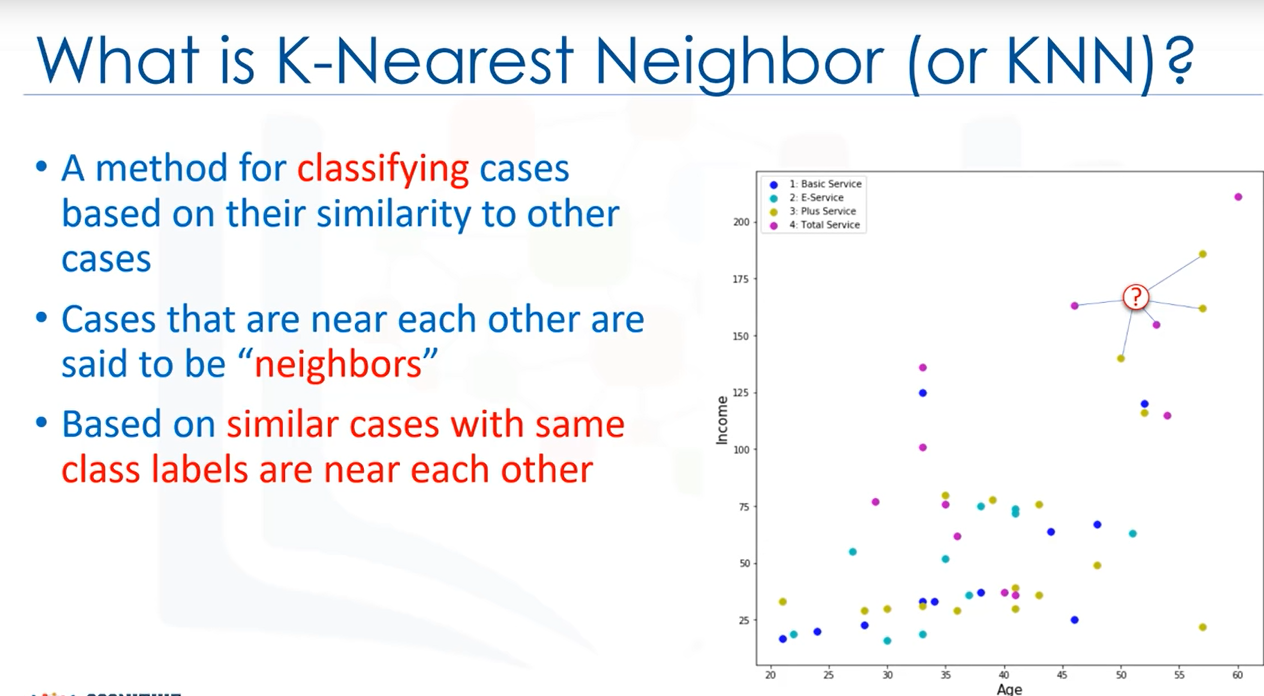 What is K-Nearest Neighbor (or KNN)?
• A method for classifying cases
based on their similarity to other
cases
• Cases that are near each other are
said to be “neighbors”
• Based on similar cases with same
class labels are near each other
1: Basic Service
2: E-Service
3: Plus Service
4: Total Service
?
Income
200
175
150
125
100
75
50
25
20 25 30 35 40 45 50 55 60
Age